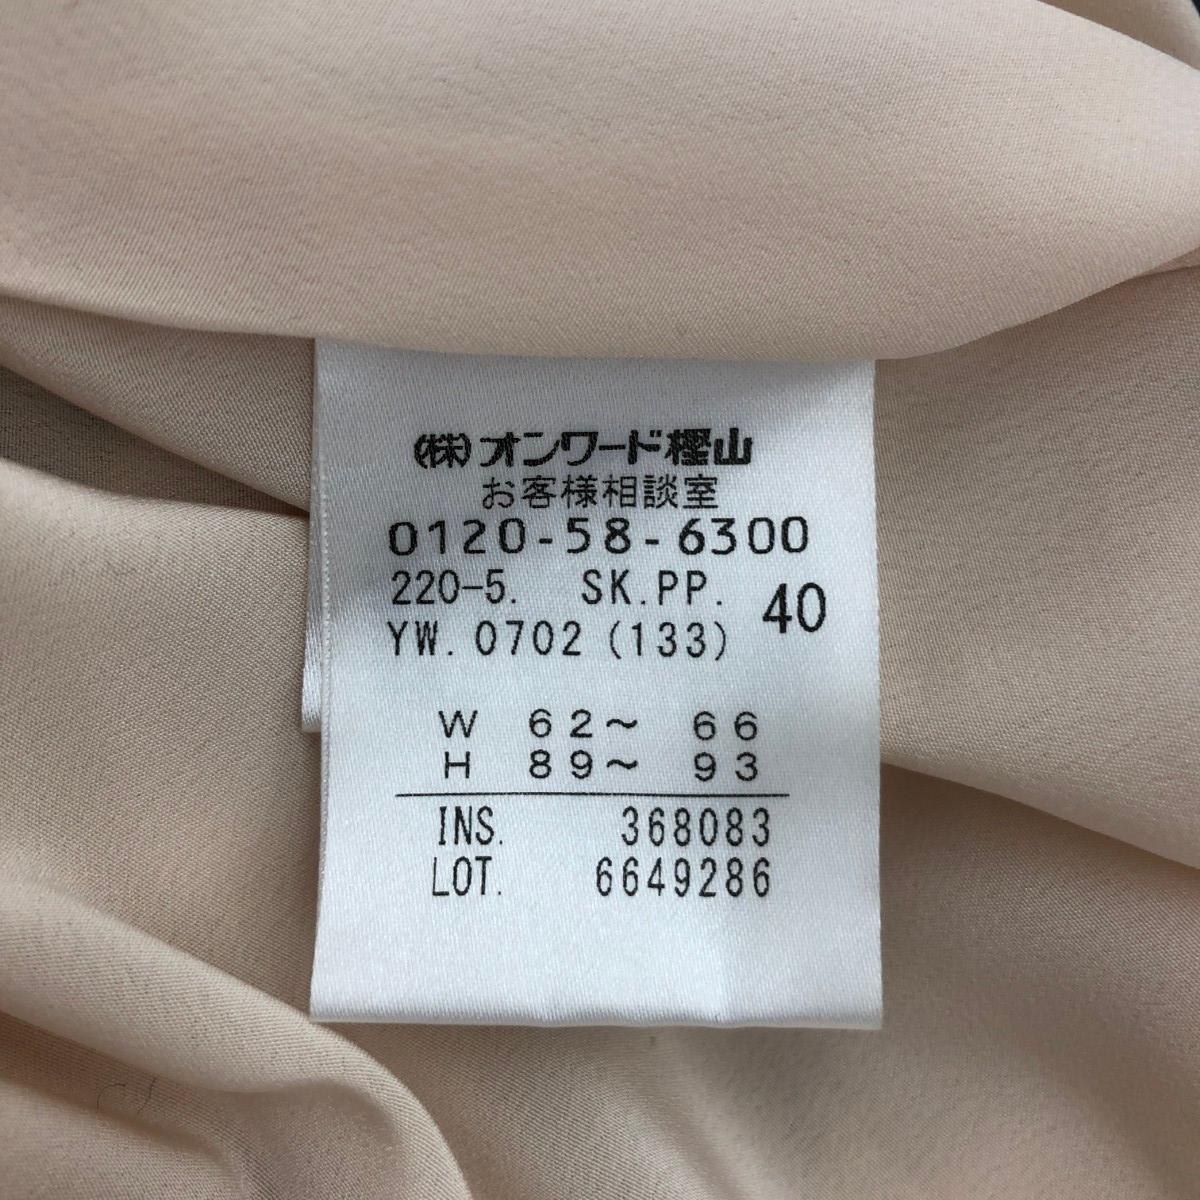 (株)オンワード樫山
お客様相談室
0120-58-6300
220-5. SK.PP. 40
YW.0702(133)
W 62~ 66
H 89~ 93
INS. 368083
LOT. 6649286